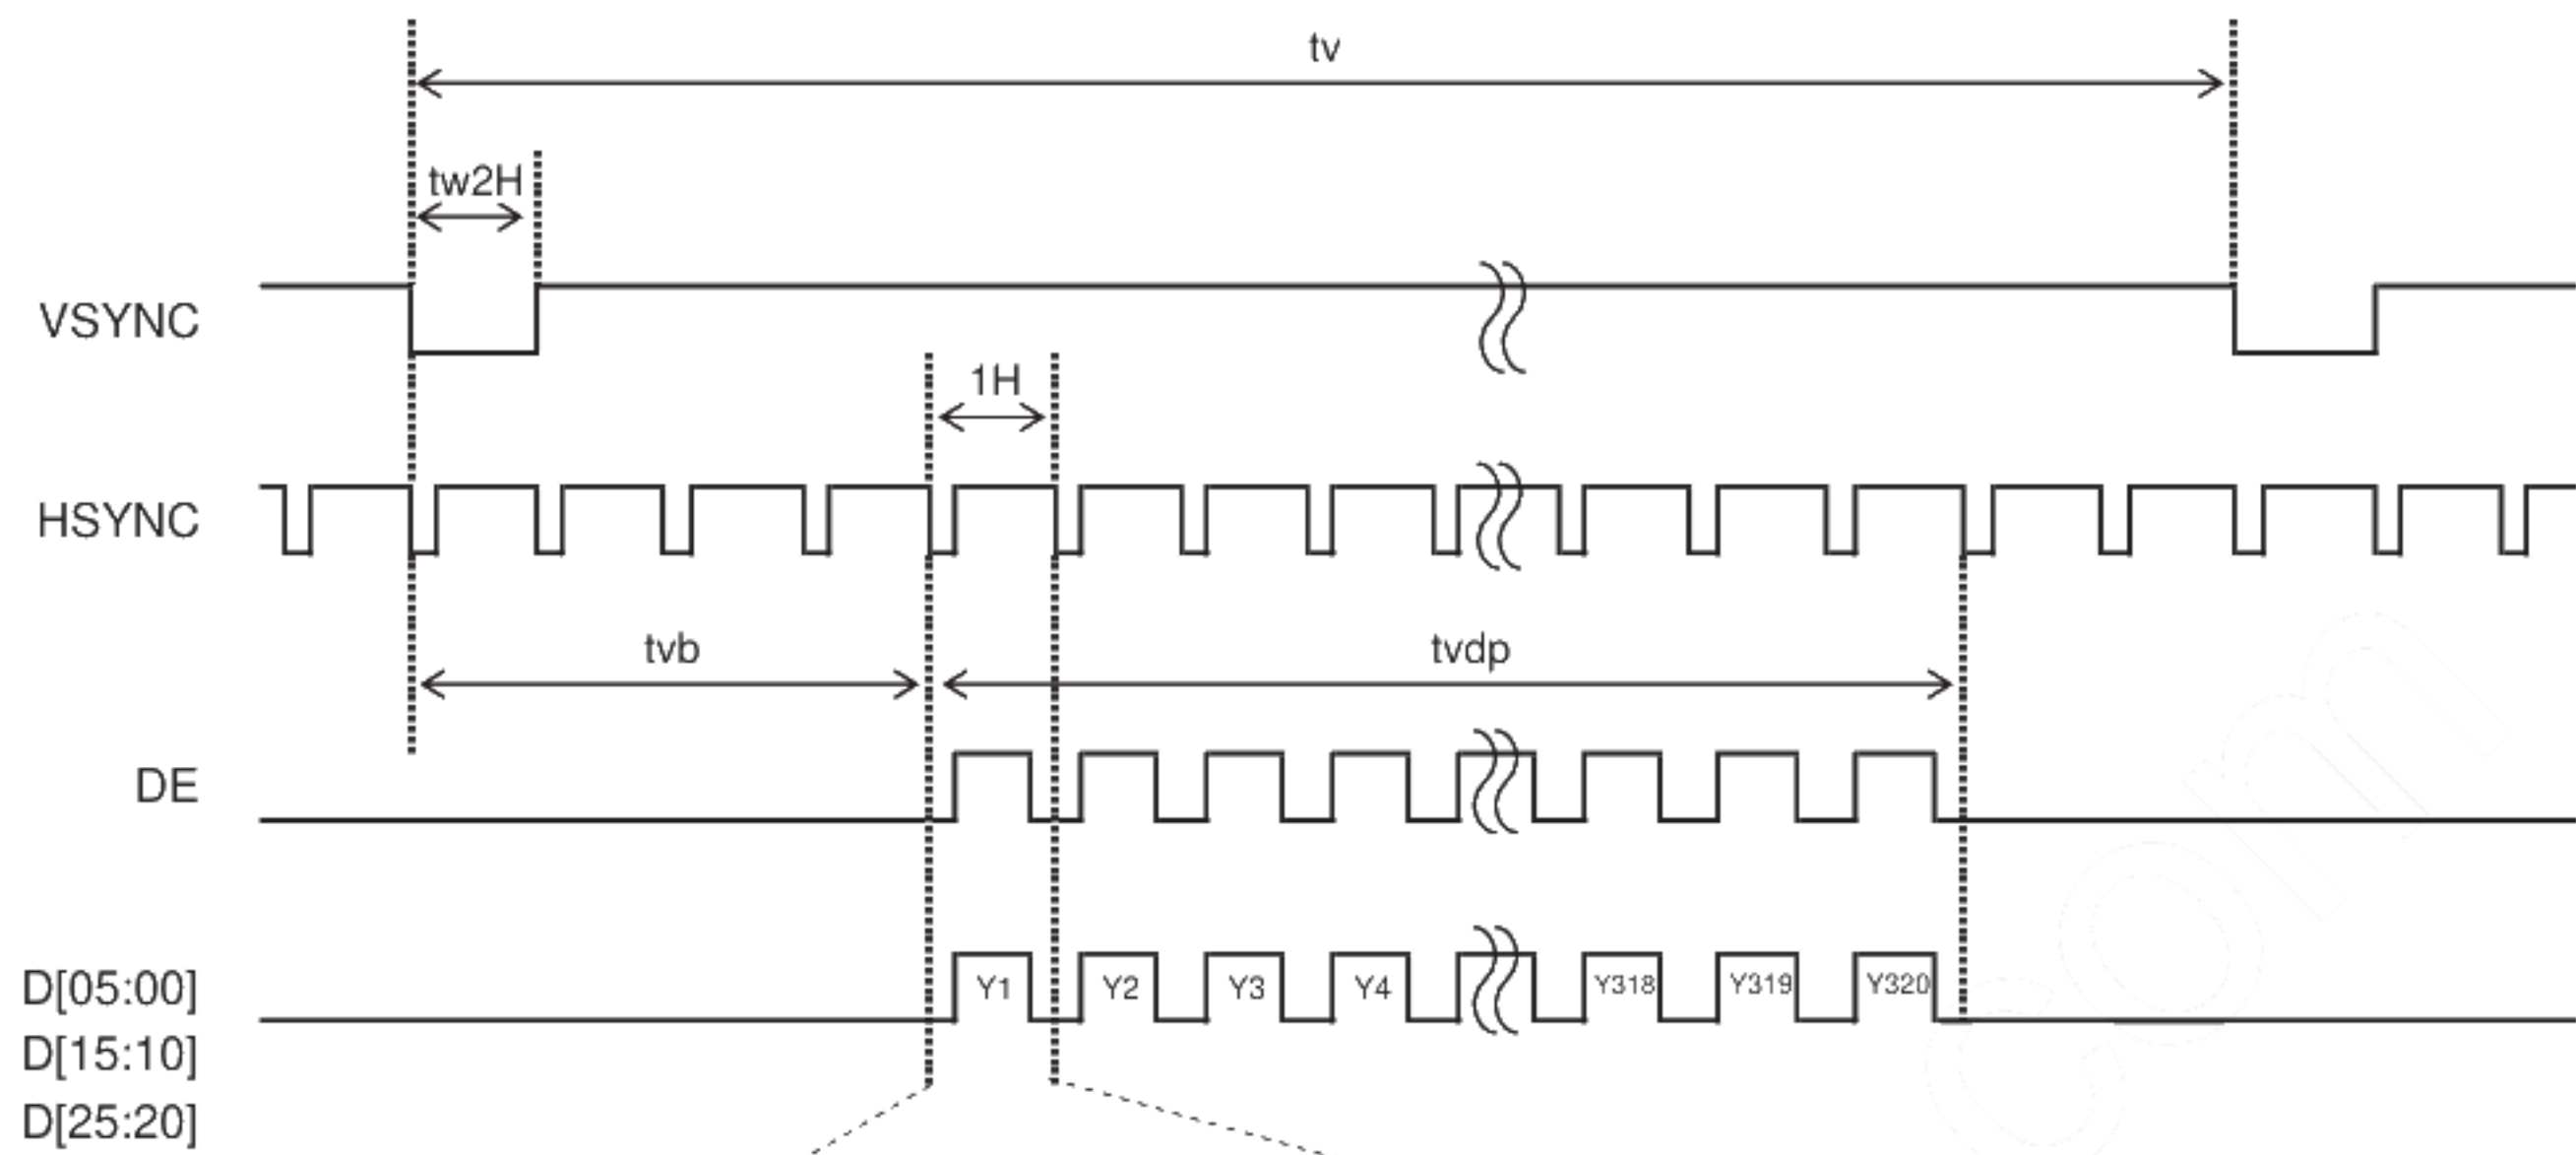 tv
tw2H
VSYNC
1H
HSYNC
tvb
tvdp
DE
D[05:00]
Y1
Y2
Y3
Y4
Y318
Y319
Y320
D[15:10]
D[25:20]
com